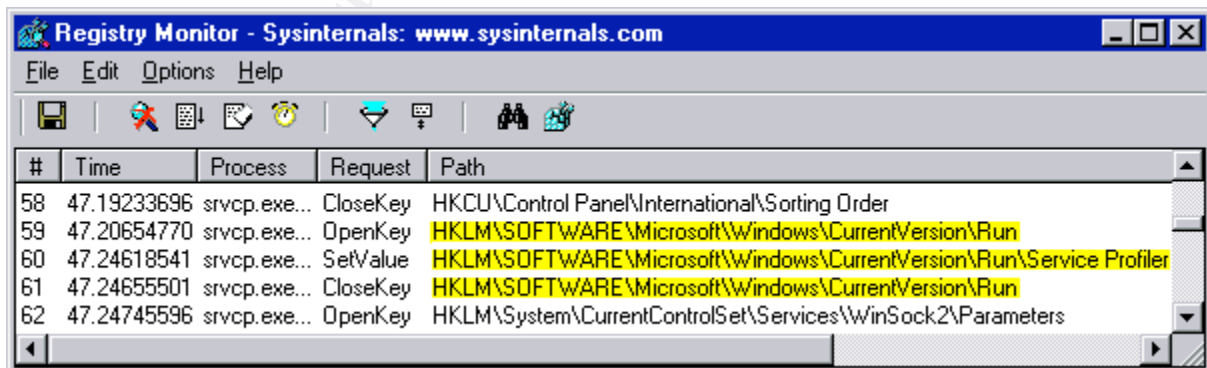 Registry Monitor - Sysinternals: www.sysinternals.com
File Edit Options Help
# Time Process Request Path
58 47.19233696 srvcp.exe... CloseKey HKCU\Control Panel\International\Sorting Order
59 47.20654770 srvcp.exe... OpenKey HKLM\SOFTWARE\Microsoft\Windows\CurrentVersion\Run
60 47.24618541 srvcp.exe... SetValue HKLM\SOFTWARE\Microsoft\Windows\CurrentVersion\Run\Service Profiler
61 47.24655501 srvcp.exe... CloseKey HKLM\SOFTWARE\Microsoft\Windows\CurrentVersion\Run
62 47.24745596 srvcp.exe... OpenKey HKLM\System\CurrentControlSet\Services\WinSock2\Parameters